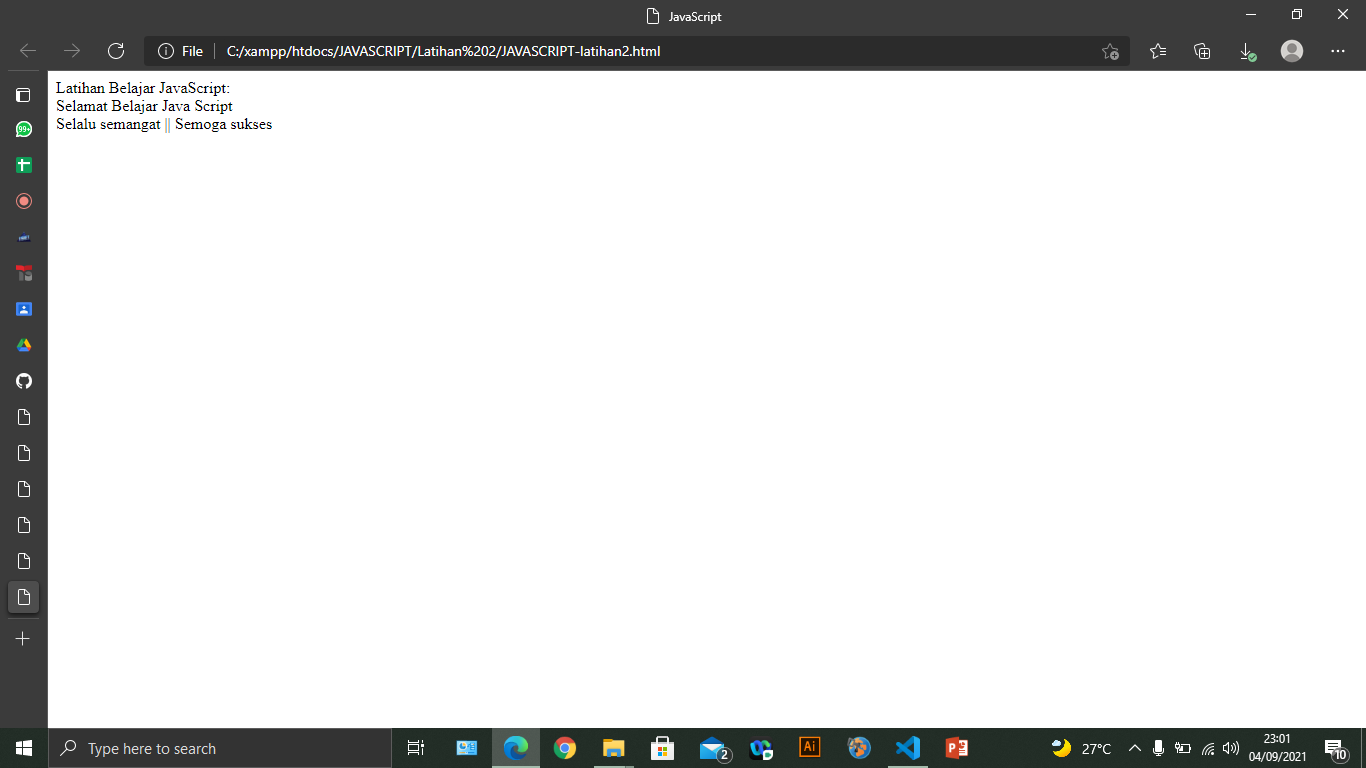 JavaScript
File
C:/xampp/htdocs/JAVASCRIPT/Latihan%202/JAVASCRIPT-latihan2.html
99+
Latihan Belajar JavaScript:
Selamat Belajar Java Script
Selalu semangat || Semoga sukses
Type here to search
2
Ai
27°C
23:01
04/09/2021
10